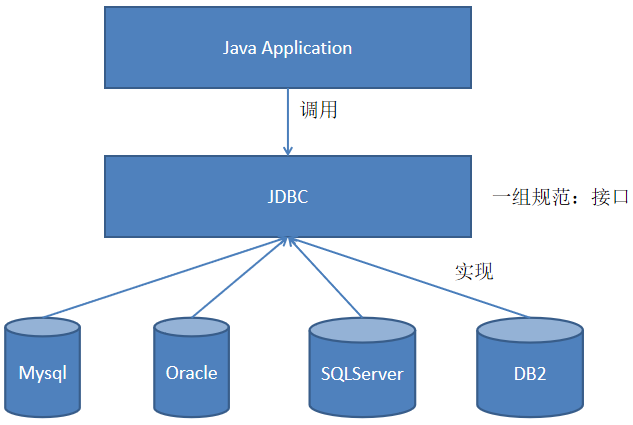 Java Application
调用
JDBC
一组规范：接口
实现
Mysql
Oracle
SQLServer
DB2